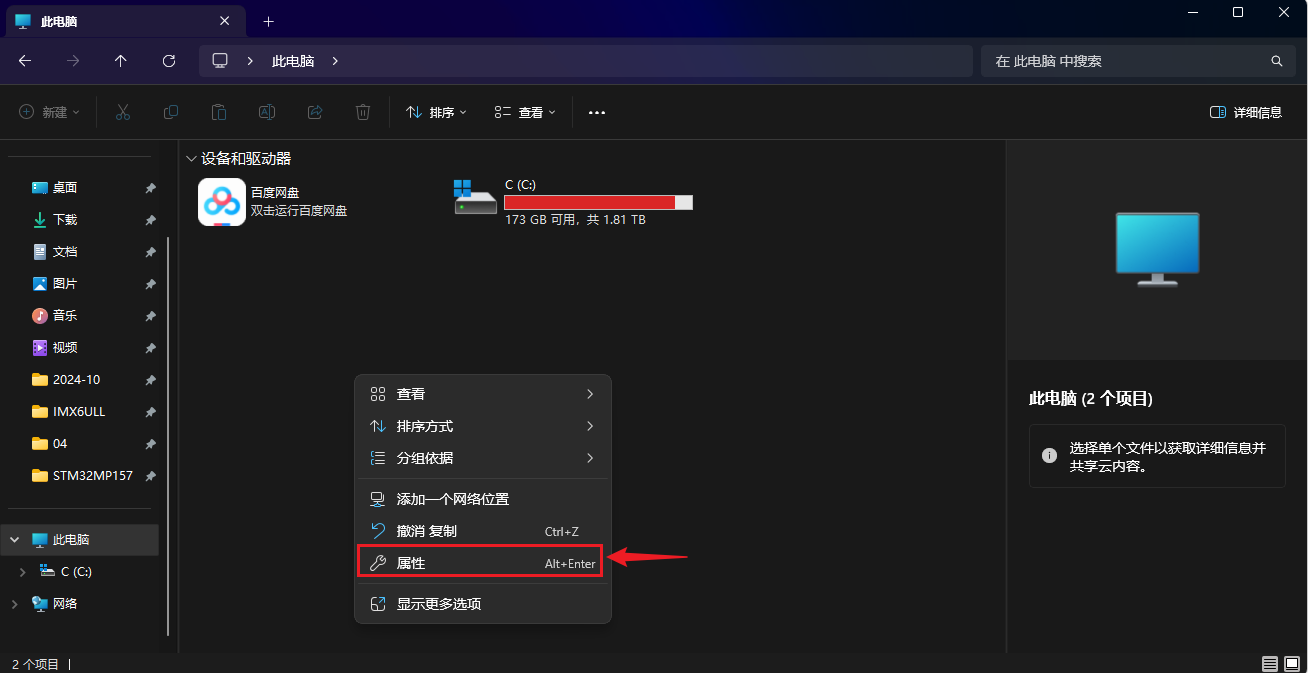 此电脑
此电脑
在 此电脑 中搜索
新建
排序
查看
详细信息
桌面
下载
文档
图片
音乐
视频
2024-10
IMX6ULL
04
STM32MP157
此电脑
C (C:)
网络
设备和驱动器
百度网盘
双击运行百度网盘
C (C:)
173 GB 可用，共 1.81 TB
查看
排序方式
分组依据
添加一个网络位置
撤消 复制 Ctrl+Z
属性 Alt+Enter
显示更多选项
此电脑 (2 个项目)
选择单个文件以获取详细信息并
共享云内容。
2 个项目